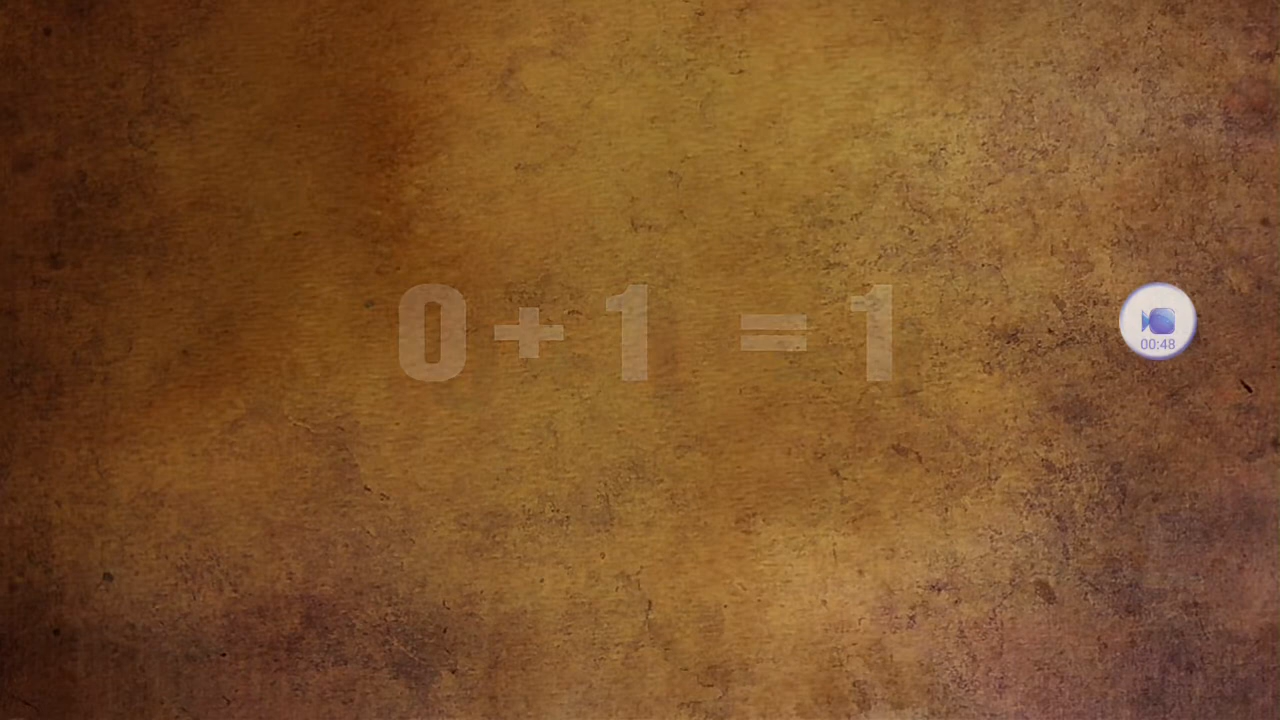 0 + 1 = 1
00:48